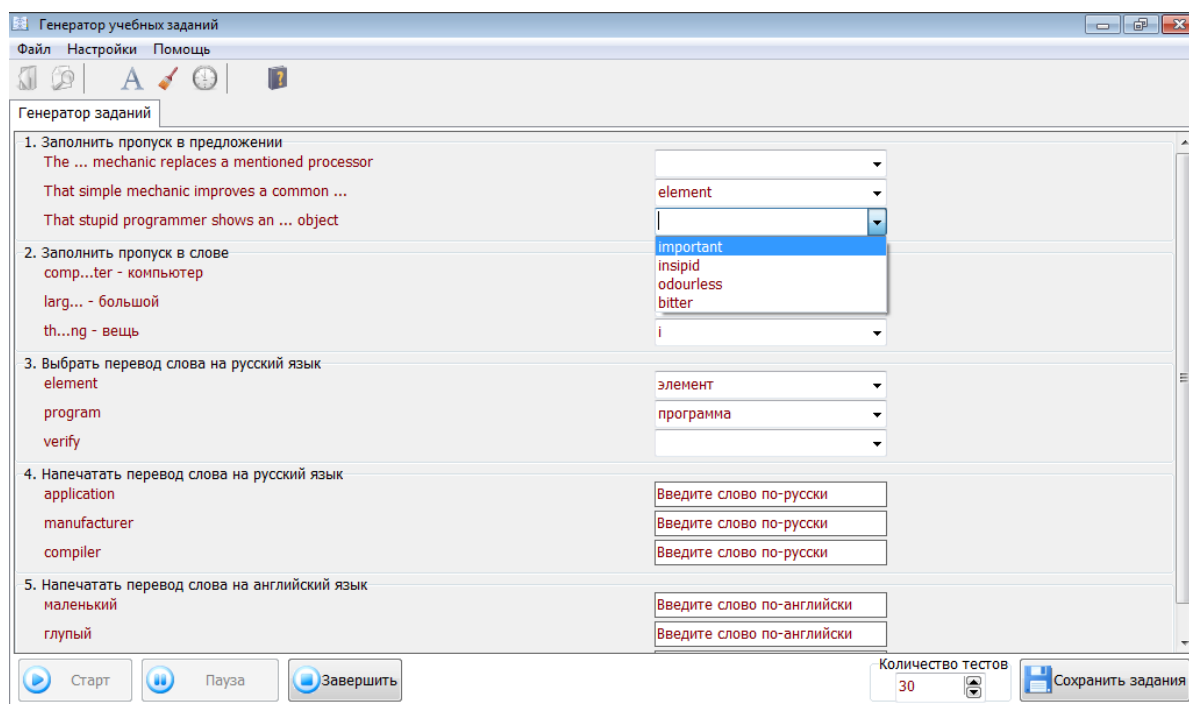 Генератор учебных заданий
Файл Настройки Помощь
A
Генератор заданий
1. Заполнить пропуск в предложении
The ... mechanic replaces a mentioned processor
That simple mechanic improves a common ... element
That stupid programmer shows an ... object
important
2. Заполнить пропуск в слове
insipid
comp...ter - компьютер
odourless
larg... - большой
bitter
th...ng - вещь i
3. Выбрать перевод слова на русский язык
element элемент
program программа
verify
4. Напечатать перевод слова на русский язык
application Введите слово по-русски
manufacturer Введите слово по-русски
compiler Введите слово по-русски
5. Напечатать перевод слова на английский язык
маленький Введите слово по-английски
глупый Введите слово по-английски
Количество тестов
Старт Пауза Завершить 30 Сохранить задания